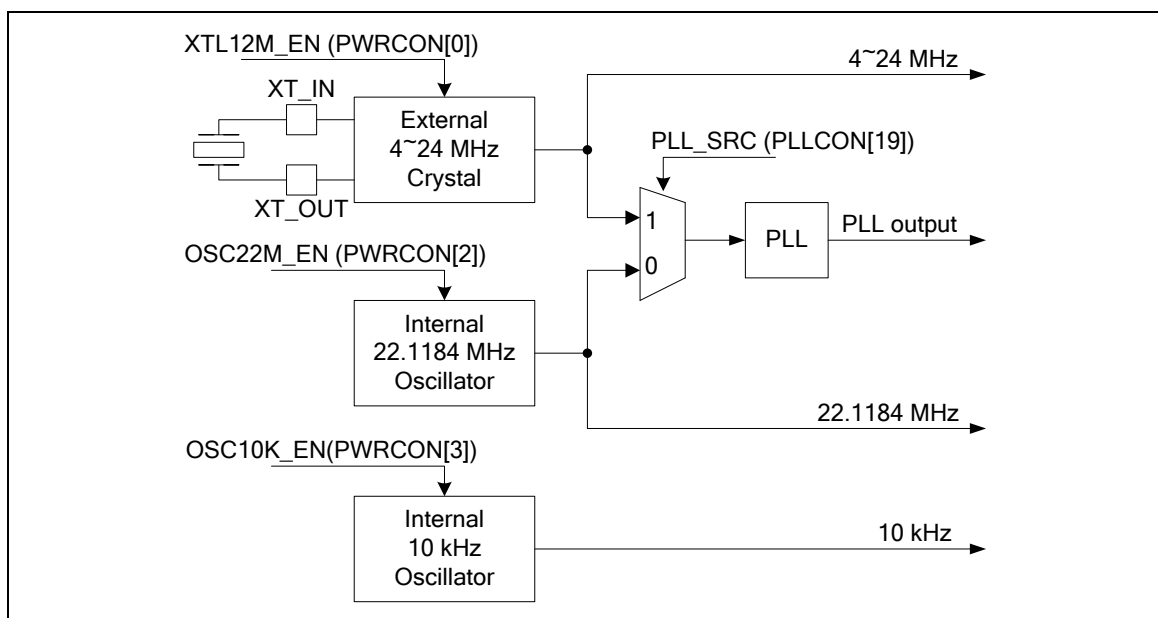 XTL12M_EN (PWRCON[0])
XT_IN
XT_OUT
External
4~24 MHz
Crystal
4~24 MHz
PLL_SRC (PLLCON[19])
1
0
PLL
PLL output
OSC22M_EN (PWRCON[2])
Internal
22.1184 MHz
Oscillator
22.1184 MHz
OSC10K_EN(PWRCON[3])
Internal
10 kHz
Oscillator
10 kHz